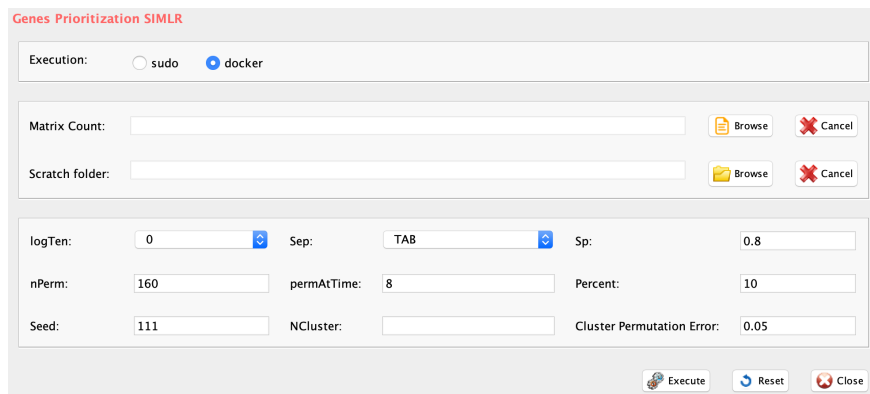 Genes Prioritization SIMLR
Execution: sudo docker
Matrix Count: Browse Cancel
Scratch folder: Browse Cancel
logTen: 0 Sep: TAB Sp: 0.8
nPerm: 160 permAtTime: 8 Percent: 10
Seed: 111 NCluster: Cluster Permutation Error: 0.05
Execute Reset Close